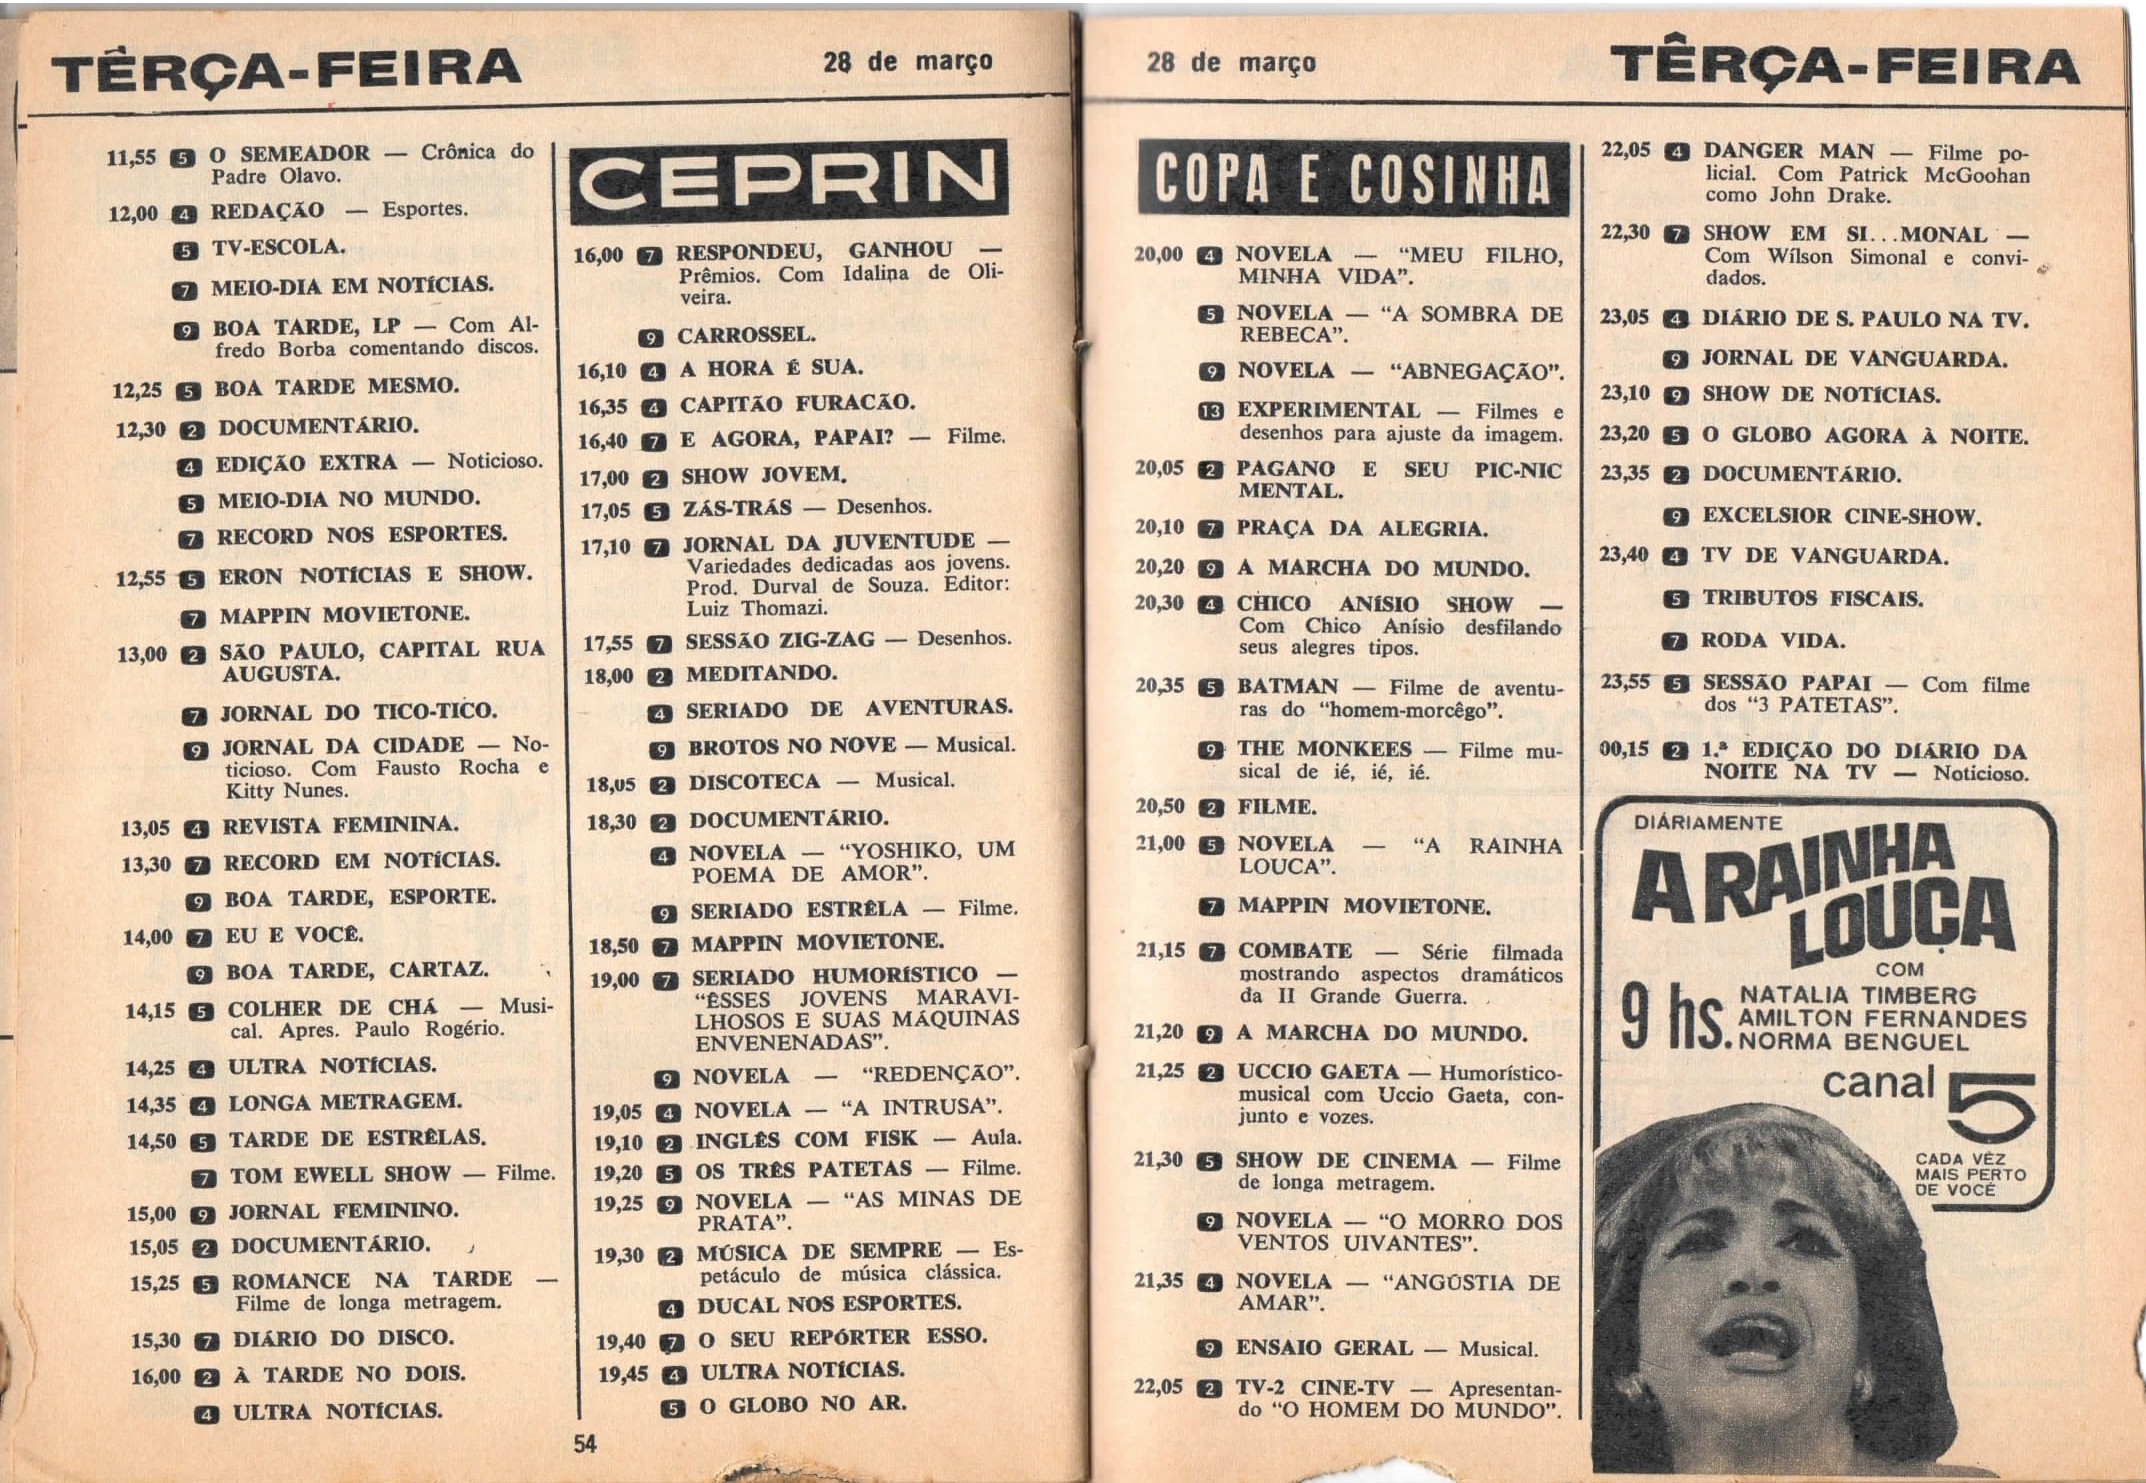 TÊRÇA-FEIRA
28 de março
11,55 5 O SEMEADOR — Crônica do
Padre Olavo.
12,00 4 REDAÇÃO — Esportes.
5 TV-ESCOLA.
7 MEIO-DIA EM NOTÍCIAS.
9 BOA TARDE, LP — Com Al-
fredo Borba comentando discos.
12,25 5 BOA TARDE MESMO.
12,30 2 DOCUMENTÁRIO.
4 EDIÇÃO EXTRA — Noticioso.
5 MEIO-DIA NO MUNDO.
7 RECORD NOS ESPORTES.
12,55 5 ERON NOTÍCIAS E SHOW.
7 MAPPIN MOVIETONE.
13,00 2 SÃO PAULO, CAPITAL RUA
AUGUSTA.
7 JORNAL DO TICO-TICO.
9 JORNAL DA CIDADE — No-
ticioso. Com Fausto Rocha e
Kitty Nunes.
13,05 4 REVISTA FEMININA.
13,30 7 RECORD EM NOTÍCIAS.
9 BOA TARDE, ESPORTE.
14,00 7 EU E VOCÊ.
9 BOA TARDE, CARTAZ.
14,15 5 COLHER DE CHÁ — Musi-
cal. Apres. Paulo Rogério.
14,25 4 ULTRA NOTÍCIAS.
14,35 4 LONGA METRAGEM.
14,50 5 TARDE DE ESTRÊLAS.
7 TOM EWELL SHOW — Filme.
15,00 9 JORNAL FEMININO.
15,05 2 DOCUMENTÁRIO.
15,25 5 ROMANCE NA TARDE —
Filme de longa metragem.
15,30 7 DIÁRIO DO DISCO.
16,00 2 À TARDE NO DOIS.
4 ULTRA NOTÍCIAS.
CEPRIN
16,00 7 RESPONDEU, GANHOU —
Prêmios. Com Idalina de Oli-
veira.
9 CARROSSEL.
16,10 4 A HORA É SUA.
16,35 4 CAPITÃO FURACÃO.
16,40 7 E AGORA, PAPAI? — Filme.
17,00 2 SHOW JOVEM.
17,05 5 ZÁS-TRÁS — Desenhos.
17,10 7 JORNAL DA JUVENTUDE —
Variedades dedicadas aos jovens.
Prod. Durval de Souza. Editor:
Luiz Thomazi.
17,55 7 SESSÃO ZIG-ZAG — Desenhos.
18,00 2 MEDITANDO.
4 SERIADO DE AVENTURAS.
9 BROTOS NO NOVE — Musical.
18,05 2 DISCOTECA — Musical.
18,30 2 DOCUMENTÁRIO.
4 NOVELA — “YOSHIKO, UM
POEMA DE AMOR”.
9 SERIADO ESTRÊLA — Filme.
18,50 7 MAPPIN MOVIETONE.
19,00 7 SERIADO HUMORÍSTICO —
“ÊSSES JOVENS MARAVI-
LHOSOS E SUAS MÁQUINAS
ENVENENADAS”.
9 NOVELA — “REDENÇÃO”.
19,05 4 NOVELA — “A INTRUSA”.
19,10 2 INGLÊS COM FISK — Aula.
19,20 5 OS TRÊS PATETAS — Filme.
19,25 9 NOVELA — “AS MINAS DE
PRATA”.
19,30 2 MÚSICA DE SEMPRE — Es-
petáculo de música clássica.
4 DUCAL NOS ESPORTES.
19,40 7 O SEU REPÓRTER ESSO.
19,45 4 ULTRA NOTÍCIAS.
5 O GLOBO NO AR.
54
28 de março
TÊRÇA-FEIRA
COPA E COSINHA
20,00 4 NOVELA — “MEU FILHO,
MINHA VIDA”.
5 NOVELA — “A SOMBRA DE
REBECA”.
9 NOVELA — “ABNEGAÇÃO”.
13 EXPERIMENTAL — Filmes e
desenhos para ajuste da imagem.
20,05 2 PAGANO E SEU PIC-NIC
MENTAL.
20,10 7 PRAÇA DA ALEGRIA.
20,20 9 A MARCHA DO MUNDO.
20,30 4 CHICO ANÍSIO SHOW —
Com Chico Anísio desfilando
seus alegres tipos.
20,35 5 BATMAN — Filme de aventu-
ras do “homem-morcêgo”.
9 THE MONKEES — Filme mu-
sical de ié, ié, ié.
20,50 2 FILME.
21,00 5 NOVELA — “A RAINHA
LOUCA”.
7 MAPPIN MOVIETONE.
21,15 7 COMBATE — Série filmada
mostrando aspectos dramáticos
da II Grande Guerra.
21,20 9 A MARCHA DO MUNDO.
21,25 2 UCCIO GAETA — Humorístico-
musical com Uccio Gaeta, con-
junto e vozes.
21,30 5 SHOW DE CINEMA — Filme
de longa metragem.
9 NOVELA — “O MORRO DOS
VENTOS UIVANTES”.
21,35 4 NOVELA — “ANGÚSTIA DE
AMAR”.
9 ENSAIO GERAL — Musical.
22,05 2 TV-2 CINE-TV — Apresentan-
do “O HOMEM DO MUNDO”.
22,05 4 DANGER MAN — Filme po-
licial. Com Patrick McGoohan
como John Drake.
22,30 7 SHOW EM SI...MONAL —
Com Wílson Simonal e convi-
dados.
23,05 4 DIÁRIO DE S. PAULO NA TV.
9 JORNAL DE VANGUARDA.
23,10 9 SHOW DE NOTÍCIAS.
23,20 5 O GLOBO AGORA À NOITE.
23,35 2 DOCUMENTÁRIO.
9 EXCELSIOR CINE-SHOW.
23,40 4 TV DE VANGUARDA.
5 TRIBUTOS FISCAIS.
7 RODA VIDA.
23,55 5 SESSÃO PAPAI — Com filme
dos “3 PATETAS”.
00,15 2 1.ª EDIÇÃO DO DIÁRIO DA
NOITE NA TV — Noticioso.
DIÁRIAMENTE
A RAINHA
LOUCA
COM
9 hs.
NATALIA TIMBERG
AMILTON FERNANDES
NORMA BENGUEL
canal 5
CADA VÊZ
MAIS PERTO
DE VOCÊ